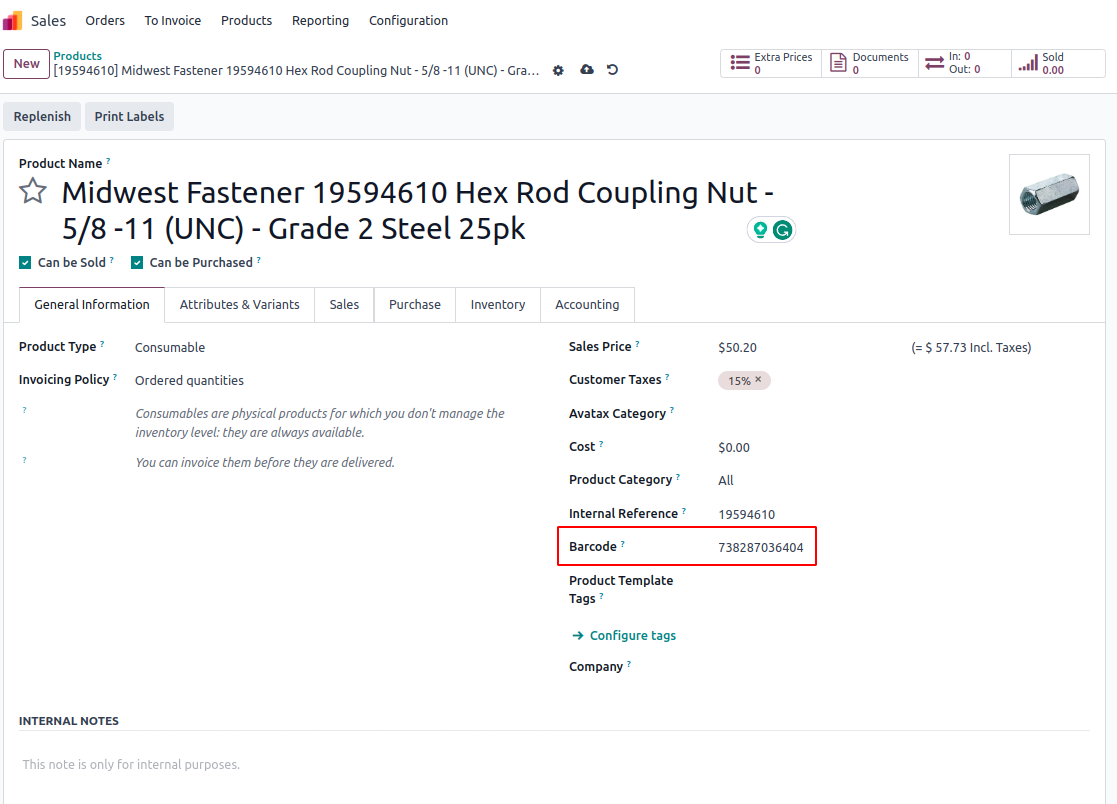 Sales Orders To Invoice Products Reporting Configuration
New
Products
[19594610] Midwest Fastener 19594610 Hex Rod Coupling Nut - 5/8 -11 (UNC) - Gra...
Extra Prices
0
Documents
0
In: 0
Out: 0
Sold
0.00
Replenish Print Labels
Product Name ?
Midwest Fastener 19594610 Hex Rod Coupling Nut -
5/8 -11 (UNC) - Grade 2 Steel 25pk
Can be Sold ? Can be Purchased ?
General Information Attributes & Variants Sales Purchase Inventory Accounting
Product Type ? Consumable
Invoicing Policy ? Ordered quantities
? Consumables are physical products for which you don't manage the
inventory level: they are always available.
? You can invoice them before they are delivered.
Sales Price ? $50.20 (= $ 57.73 Incl. Taxes)
Customer Taxes ? 15% ×
Avatax Category ?
Cost ? $0.00
Product Category ? All
Internal Reference ? 19594610
Barcode ? 738287036404
Product Template
Tags ?
→ Configure tags
Company ?
INTERNAL NOTES
This note is only for internal purposes.